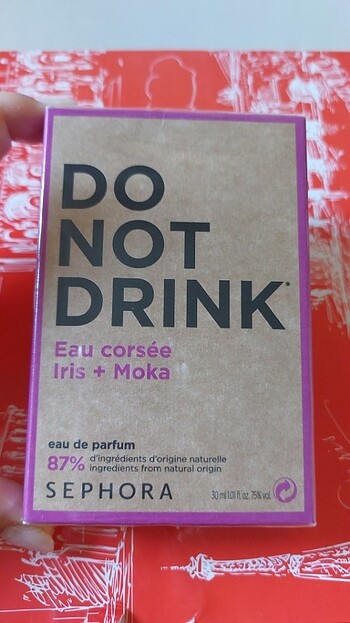 DO
NOT
DRINK*
Eau corsée
Iris + Moka
eau de parfum
87% d'ingrédients d'origine naturelle
ingredients from natural origin
SEPHORA
30 ml 1.01 fl. oz. 75% vol.